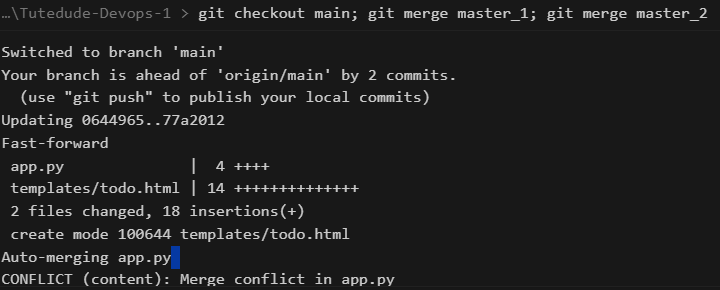 …\Tutedude-Devops-1 > git checkout main; git merge master_1; git merge master_2
Switched to branch 'main'
Your branch is ahead of 'origin/main' by 2 commits.
  (use "git push" to publish your local commits)
Updating 0644965..77a2012
Fast-forward
 app.py              |  4 ++++
 templates/todo.html | 14 ++++++++++++++
 2 files changed, 18 insertions(+)
 create mode 100644 templates/todo.html
Auto-merging app.py
CONFLICT (content): Merge conflict in app.py